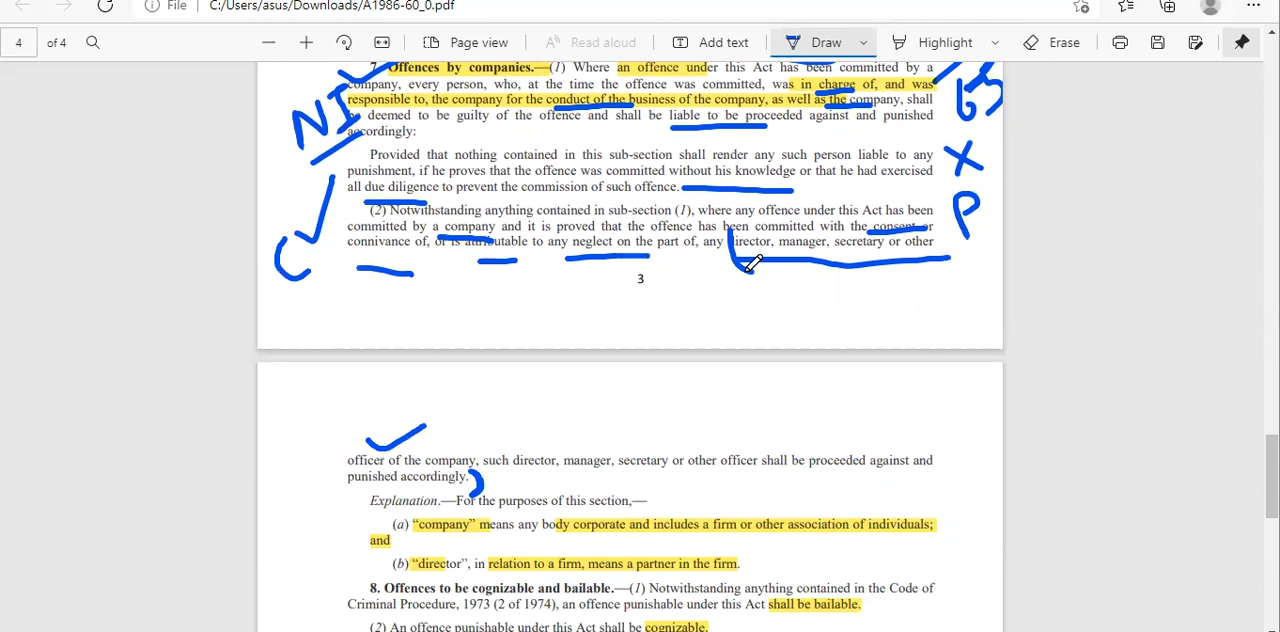 File C:/Users/asus/Downloads/A1986-60_0.pdf
4 of 4 Page view Read aloud Add text Draw Highlight Erase
7. Offences by companies.—(1) Where an offence under this Act has been committed by a
company, every person, who, at the time the offence was committed, was in charge of, and was
responsible to, the company for the conduct of the business of the company, as well as the company, shall
be deemed to be guilty of the offence and shall be liable to be proceeded against and punished
accordingly:
NI
Provided that nothing contained in this sub-section shall render any such person liable to any
punishment, if he proves that the offence was committed without his knowledge or that he had exercised
all due diligence to prevent the commission of such offence.
X
P
(2) Notwithstanding anything contained in sub-section (1), where any offence under this Act has been
committed by a company and it is proved that the offence has been committed with the consent or
connivance of, or is attributable to any neglect on the part of, any director, manager, secretary or other
C
3
officer of the company, such director, manager, secretary or other officer shall be proceeded against and
punished accordingly.
Explanation.—For the purposes of this section,—
(a) “company” means any body corporate and includes a firm or other association of individuals;
and
(b) “director”, in relation to a firm, means a partner in the firm.
8. Offences to be cognizable and bailable.—(1) Notwithstanding anything contained in the Code of
Criminal Procedure, 1973 (2 of 1974), an offence punishable under this Act shall be bailable.
(2) An offence punishable under this Act shall be cognizable.